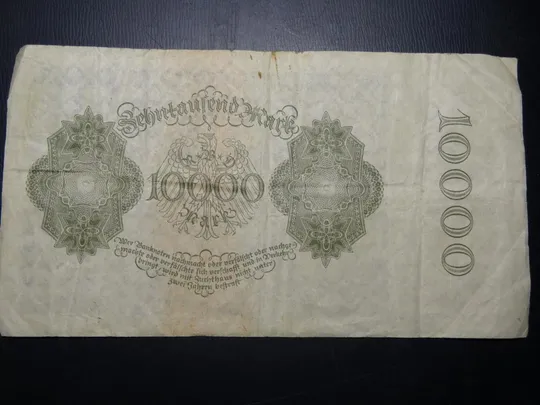 Zehntausend Mark
10000
Mark
Wer Banknoten nachmacht oder verfälscht oder nachge-
machte oder verfälschte sich verschafft und in Verkehr
bringt, wird mit Zuchthaus nicht unter
zwei Jahren bestraft
10000